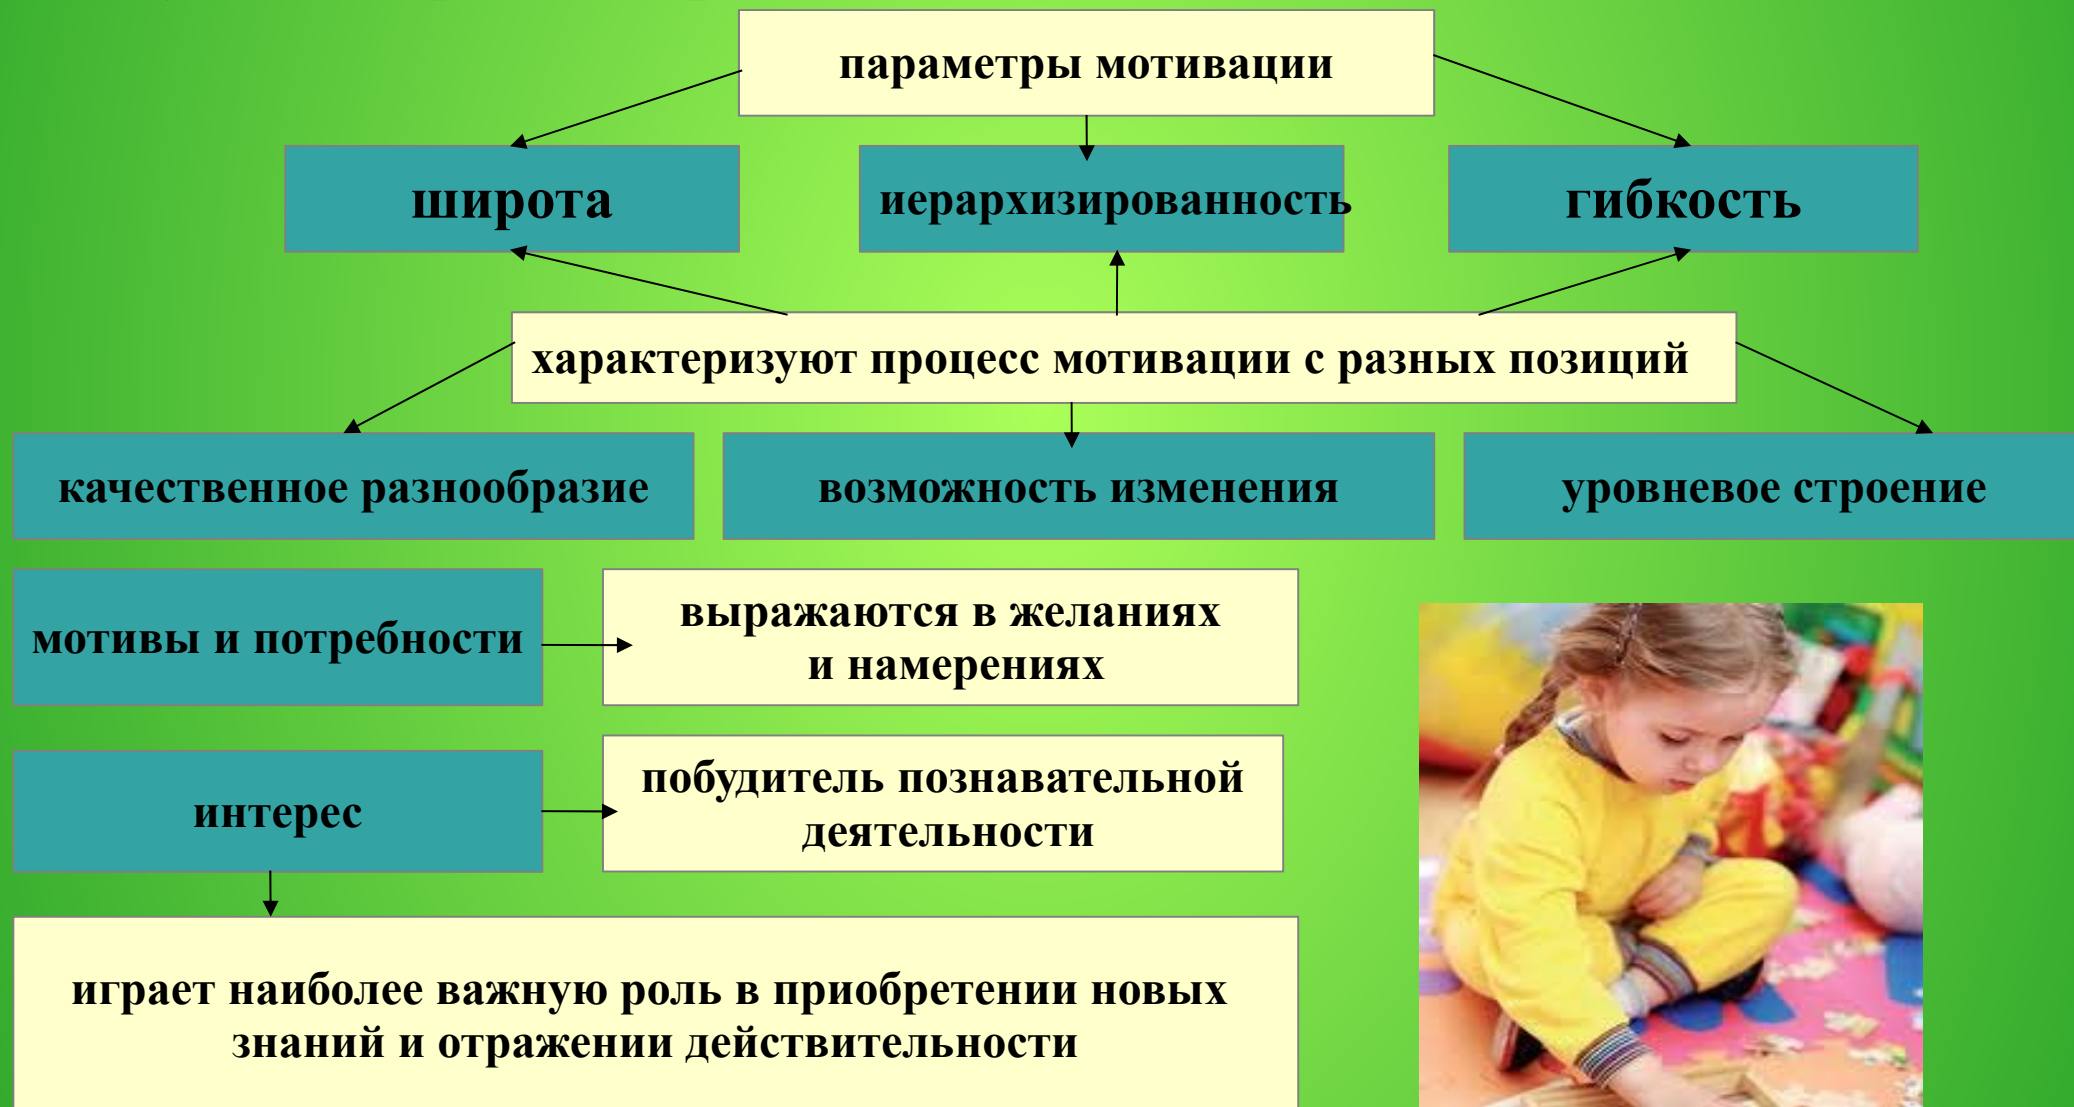 параметры мотивации
широта
иерархизированность
гибкость
характеризуют процесс мотивации с разных позиций
качественное разнообразие
возможность изменения
уровневое строение
мотивы и потребности
выражаются в желаниях
и намерениях
интерес
побудитель познавательной
деятельности
играет наиболее важную роль в приобретении новых
знаний и отражении действительности